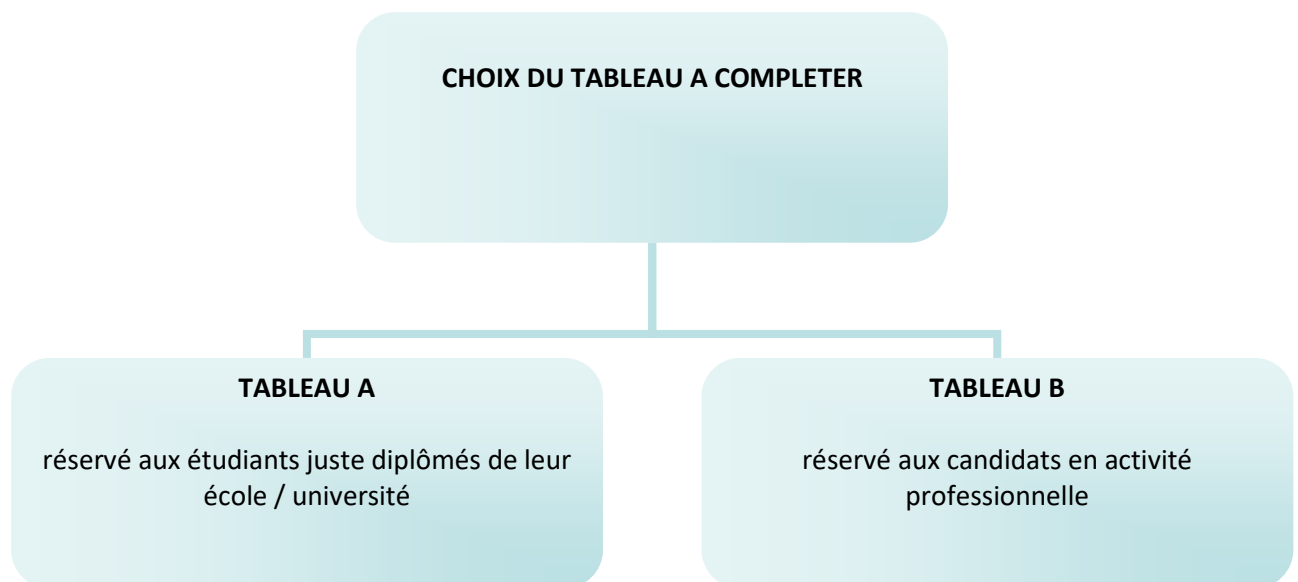 CHOIX DU TABLEAU A COMPLETER
TABLEAU A
réservé aux étudiants juste diplômés de leur
école / université
TABLEAU B
réservé aux candidats en activité
professionnelle